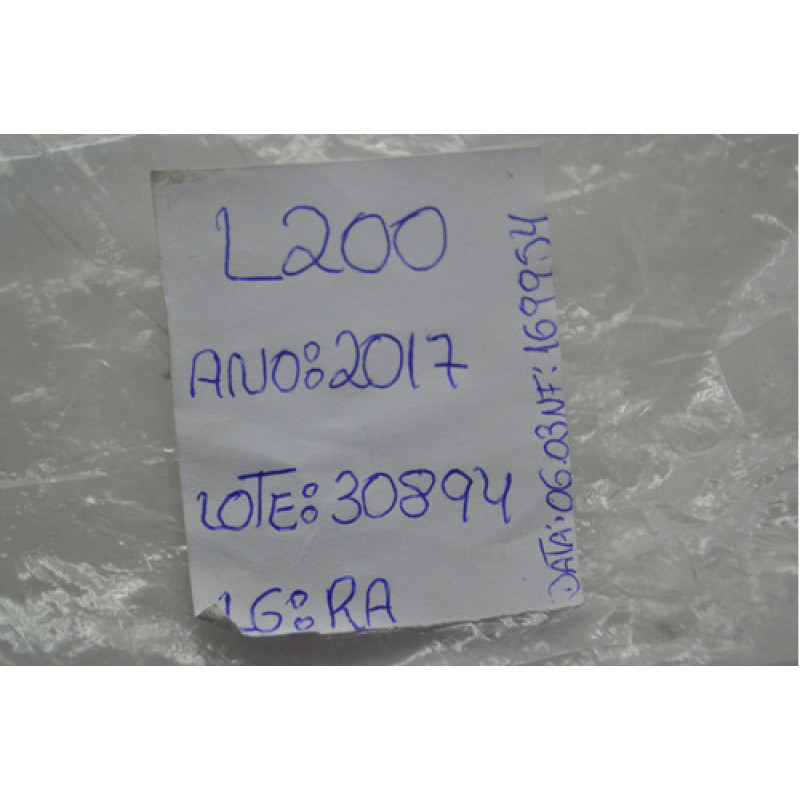 L200
ANO:2017
LOTE:30894
LG:RA
DATA:06.03 NF:169954